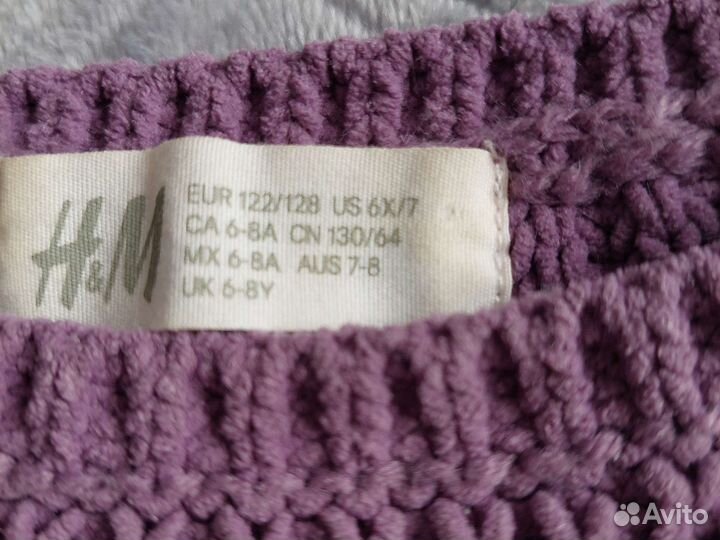 H&M
EUR 122/128 US 6X/7
CA 6-8A CN 130/64
MX 6-8A AUS 7-8
UK 6-8Y
Avito